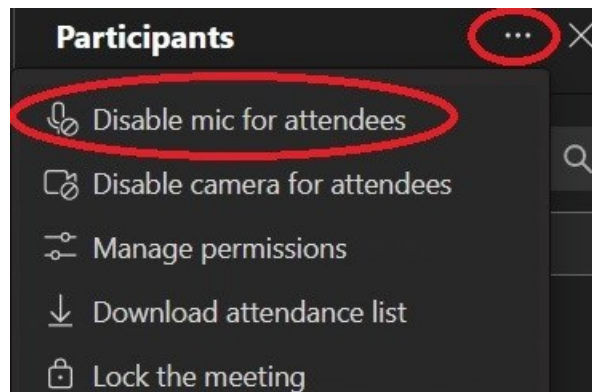 Participants
Disable mic for attendees
Disable camera for attendees
Manage permissions
Download attendance list
Lock the meeting